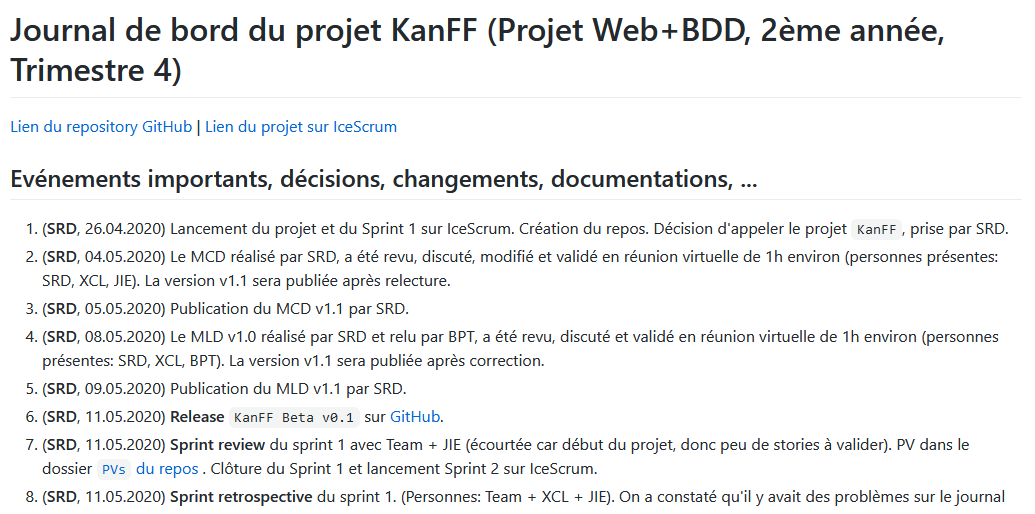 Journal de bord du projet KanFF (Projet Web+BDD, 2ème année,
Trimestre 4)
Lien du repository GitHub | Lien du projet sur IceScrum
Evénements importants, décisions, changements, documentations, ...
1. (SRD, 26.04.2020) Lancement du projet et du Sprint 1 sur IceScrum. Création du repos. Décision d'appeler le projet KanFF, prise par SRD.
2. (SRD, 04.05.2020) Le MCD réalisé par SRD, a été revu, discuté, modifié et validé en réunion virtuelle de 1h environ (personnes présentes:
SRD, XCL, JIE). La version v1.1 sera publiée après relecture.
3. (SRD, 05.05.2020) Publication du MCD v1.1 par SRD.
4. (SRD, 08.05.2020) Le MLD v1.0 réalisé par SRD et relu par BPT, a été revu, discuté et validé en réunion virtuelle de 1h environ (personnes
présentes: SRD, XCL, BPT). La version v1.1 sera publiée après correction.
5. (SRD, 09.05.2020) Publication du MLD v1.1 par SRD.
6. (SRD, 11.05.2020) Release KanFF Beta v0.1 sur GitHub.
7. (SRD, 11.05.2020) Sprint review du sprint 1 avec Team + JIE (écourtée car début du projet, donc peu de stories à valider). PV dans le
dossier PVs du repos . Clôture du Sprint 1 et lancement Sprint 2 sur IceScrum.
8. (SRD, 11.05.2020) Sprint retrospective du sprint 1. (Personnes: Team + XCL + JIE). On a constaté qu'il y avait des problèmes sur le journal